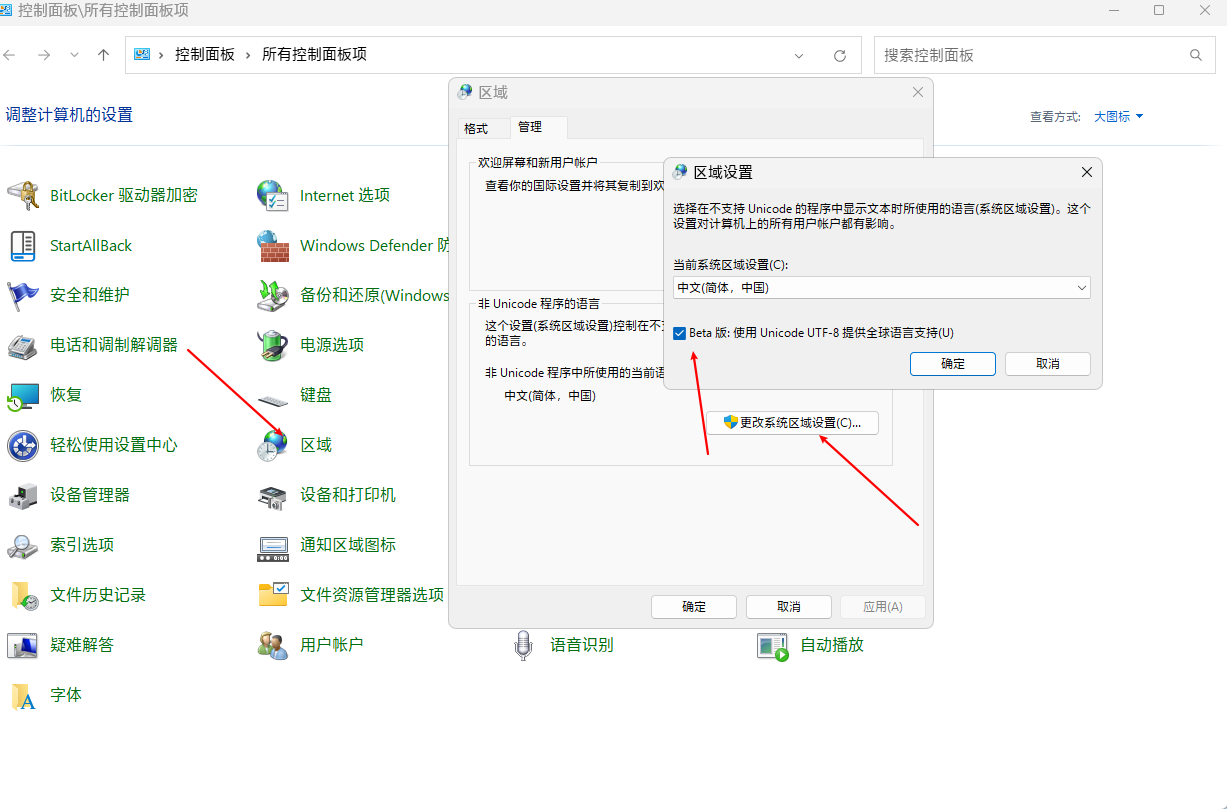 控制面板\所有控制面板项
控制面板 › 所有控制面板项
搜索控制面板
调整计算机的设置
查看方式: 大图标
BitLocker 驱动器加密
Internet 选项
StartAllBack
Windows Defender 防
安全和维护
备份和还原(Windows
电话和调制解调器
电源选项
恢复
键盘
轻松使用设置中心
区域
设备管理器
设备和打印机
索引选项
通知区域图标
文件历史记录
文件资源管理器选项
疑难解答
用户帐户
语音识别
自动播放
字体
区域
格式
管理
欢迎屏幕和新用户帐户
查看你的国际设置并将其复制到欢
非 Unicode 程序的语言
这个设置(系统区域设置)控制在不支
的语言。
非 Unicode 程序中所使用的当前语
中文(简体，中国)
更改系统区域设置(C)...
确定
取消
应用(A)
区域设置
选择在不支持 Unicode 的程序中显示文本时所使用的语言(系统区域设置)。这个
设置对计算机上的所有用户帐户都有影响。
当前系统区域设置(C):
中文(简体，中国)
Beta 版: 使用 Unicode UTF-8 提供全球语言支持(U)
确定
取消